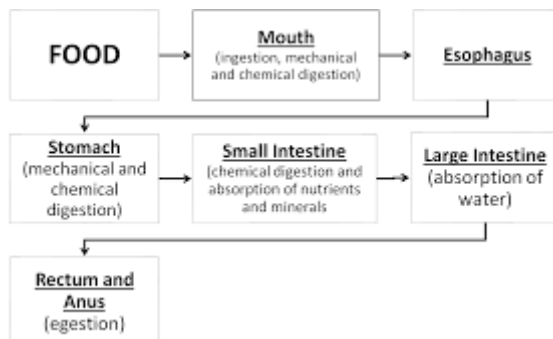 FOOD
Mouth
(ingestion, mechanical
and chemical digestion)
Esophagus
Stomach
(mechanical and
chemical
digestion)
Small Intestine
(chemical digestion and
absorption of nutrients
and minerals
Large Intestine
(absorption of
water)
Rectum and
Anus
(egestion)